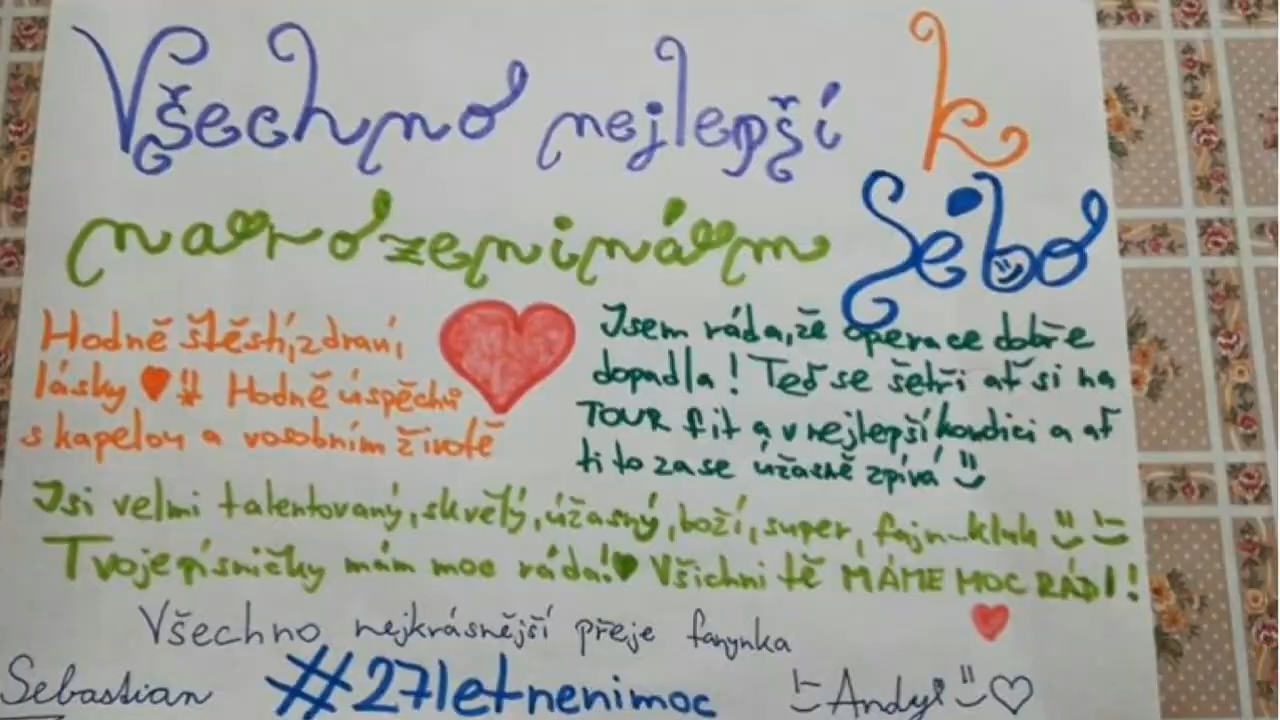 Všechno nejlepší k
narozeninám Sébo
Hodně štěstí, zdraní,
lásky ♥ !! Hodně úspěchů
s kapelou a vosobním životě
Jsem ráda, že operace dobře
dopadla! Teď se šetři ať si na
TOUR fit a v nejlepší kondici a ať
ti to zase úžasně zpívá :)
Jsi velmi talentovaný, skvělý, úžasný, boží, super, fajn-kluk :) :)
Tvoje písničky mám moc ráda! ♥ Všichni tě MÁME MOC RÁDI!
Všechno nejkrásnější přeje fanynka
Sebastian #27letnenimoc :) Andy :) ♡